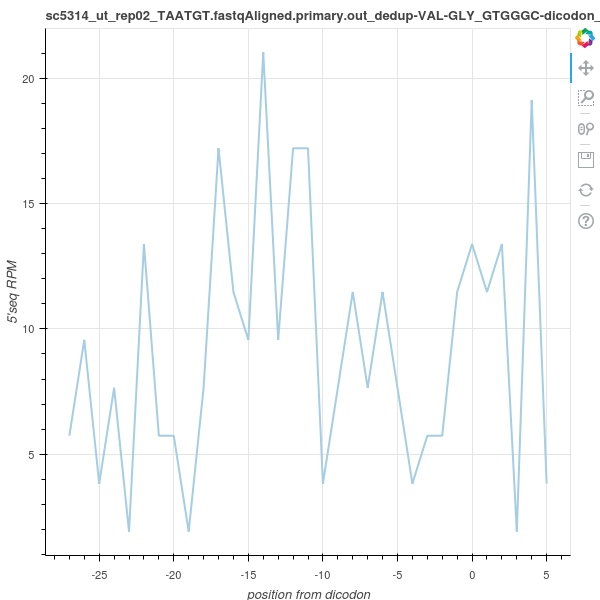 sc5314_ut_rep02_TAATGT.fastqAligned.primary.out_dedup-VAL-GLY_GTGGGC-dicodon_
20
15
10
5
5'seq RPM
-25 -20 -15 -10 -5 0 5
position from dicodon